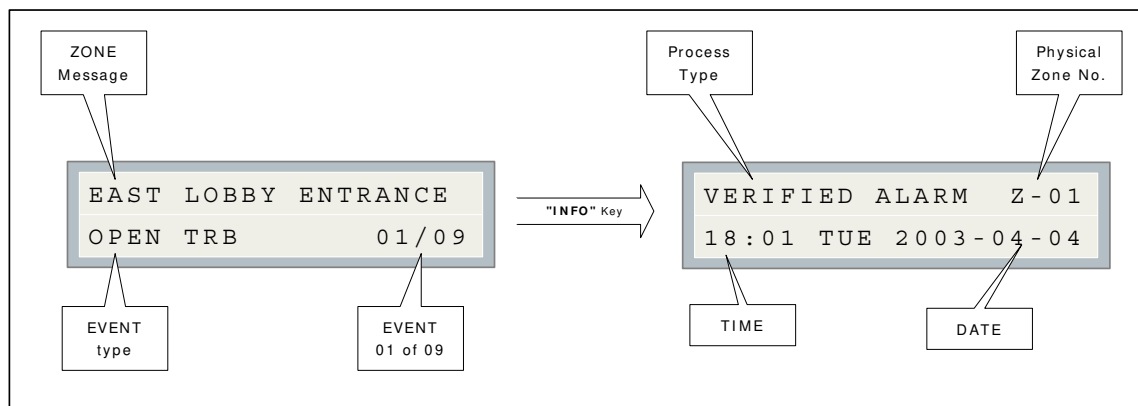 ZONE
Message
Process
Type
Physical
Zone No.
EAST LOBBY ENTRANCE
OPEN TRB 01/09
"INFO" Key
VERIFIED ALARM Z-01
18:01 TUE 2003-04-04
EVENT
type
EVENT
01 of 09
TIME
DATE